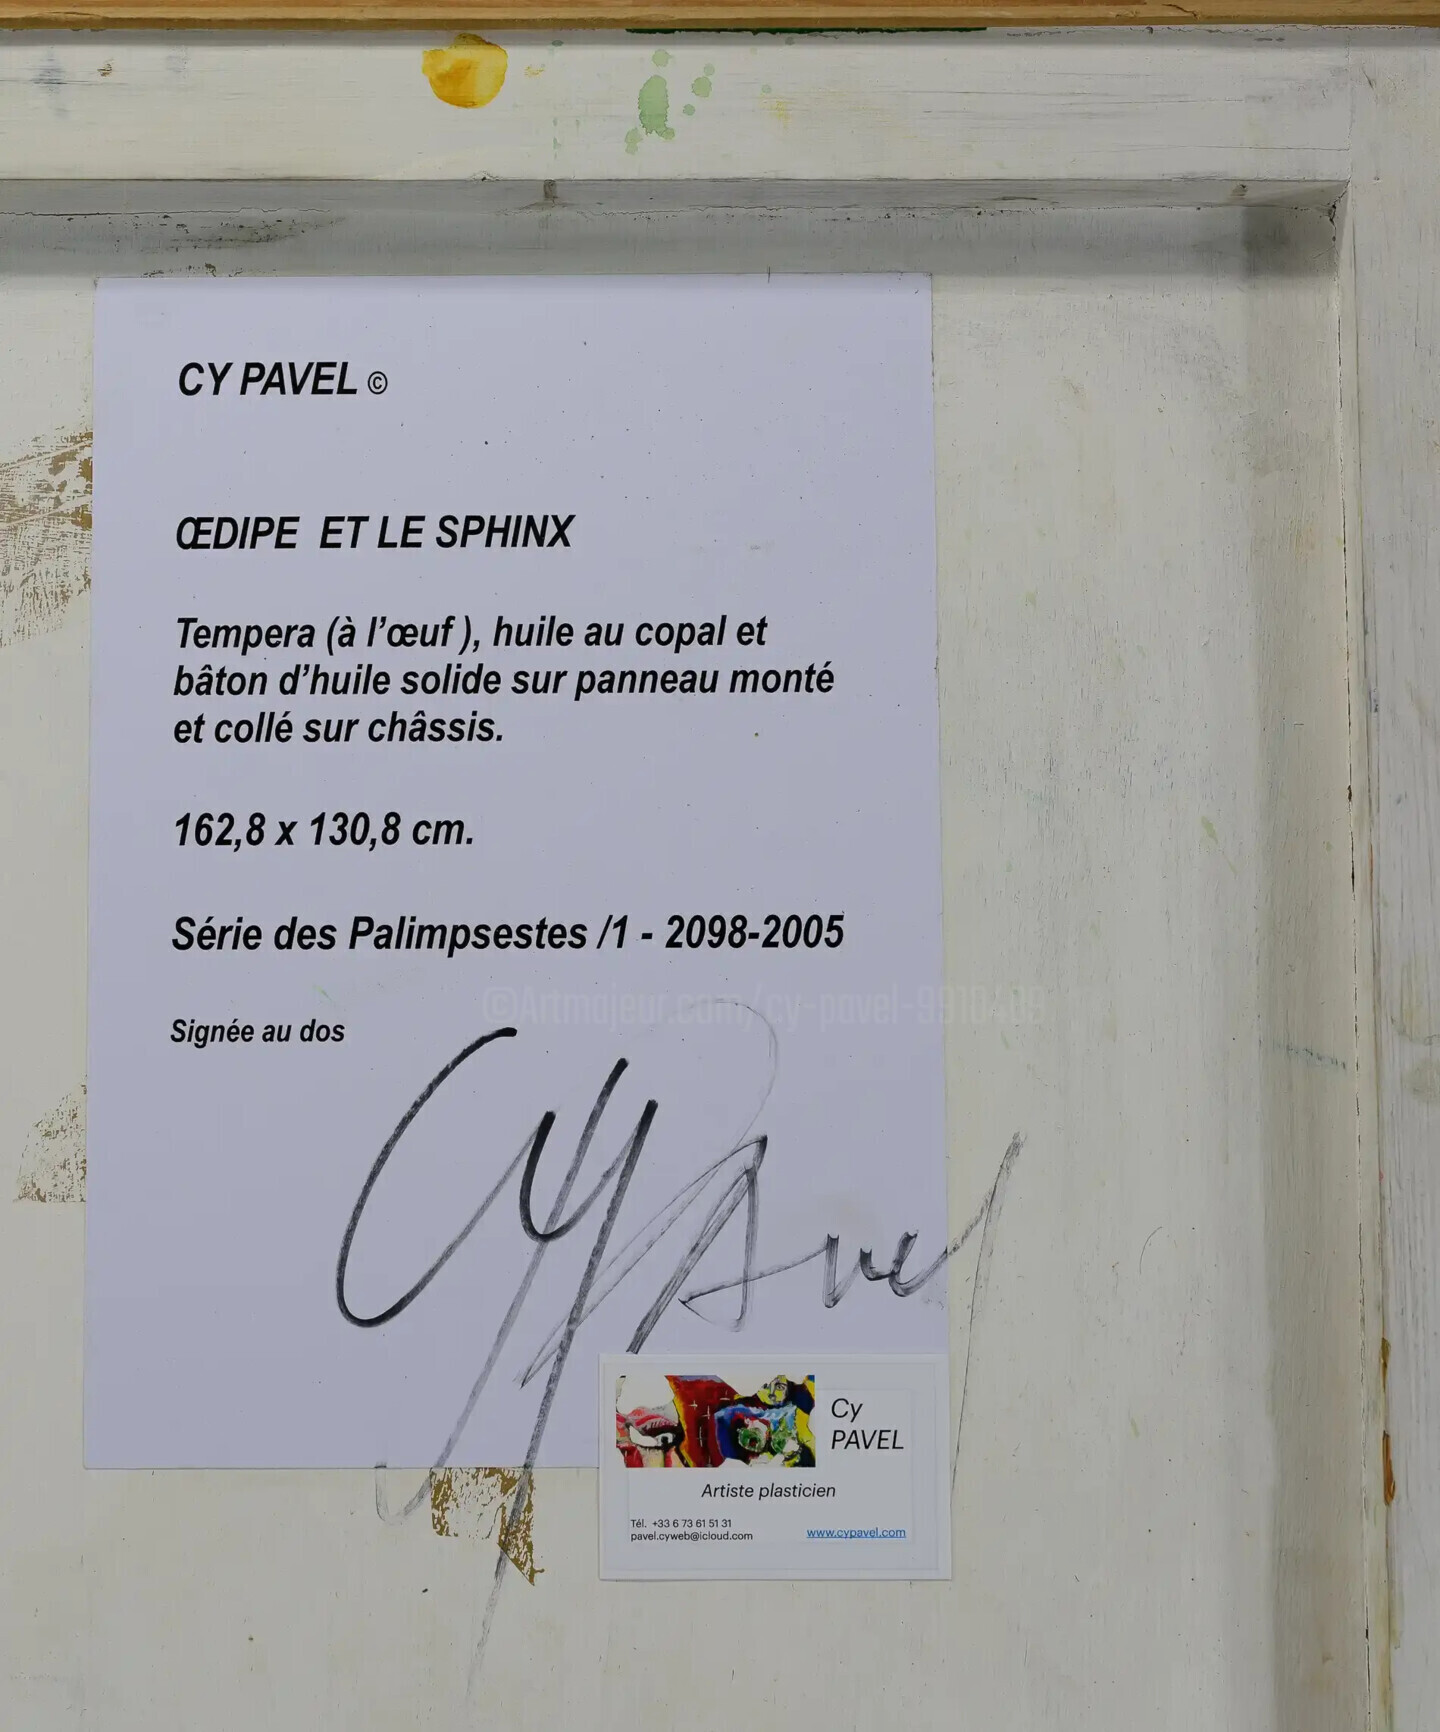 CY PAVEL ©
ŒDIPE ET LE SPHINX
Tempera (à l’œuf ), huile au copal et
bâton d’huile solide sur panneau monté
et collé sur châssis.
162,8 x 130,8 cm.
Série des Palimpsestes /1 - 2098-2005
©Artmajeur.com/cy-pavel-9910499
Signée au dos
Cy Pavel
Cy
PAVEL
Artiste plasticien
Tél. +33 6 73 61 51 31
pavel.cyweb@icloud.com
www.cypavel.com